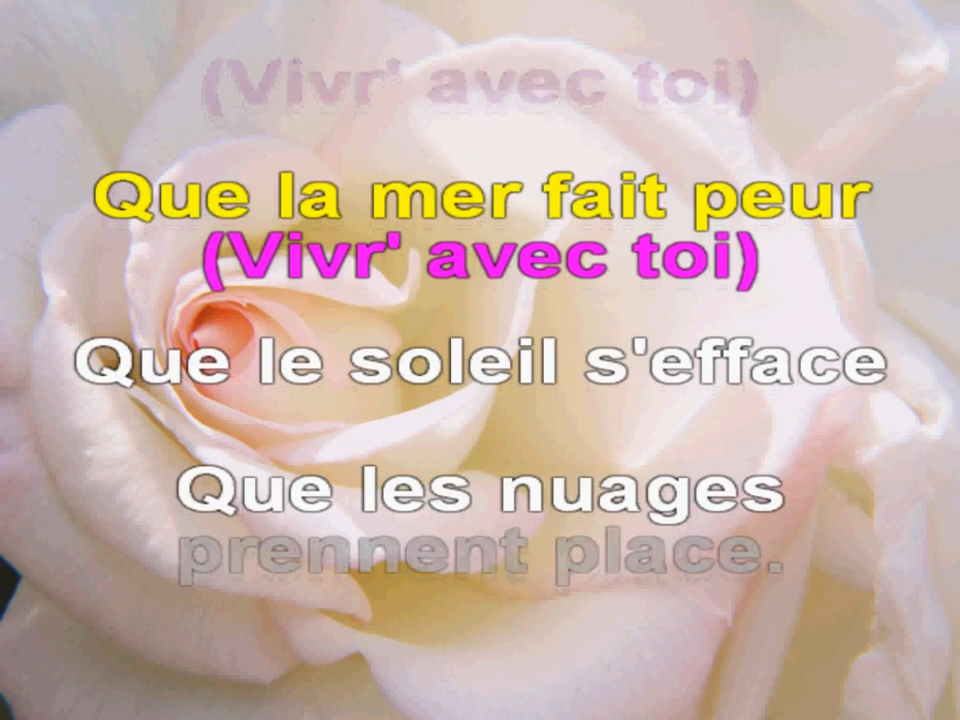 (Vivr' avec toi)
Que la mer fait peur
(Vivr' avec toi)
Que le soleil s'efface
Que les nuages
prennent place.